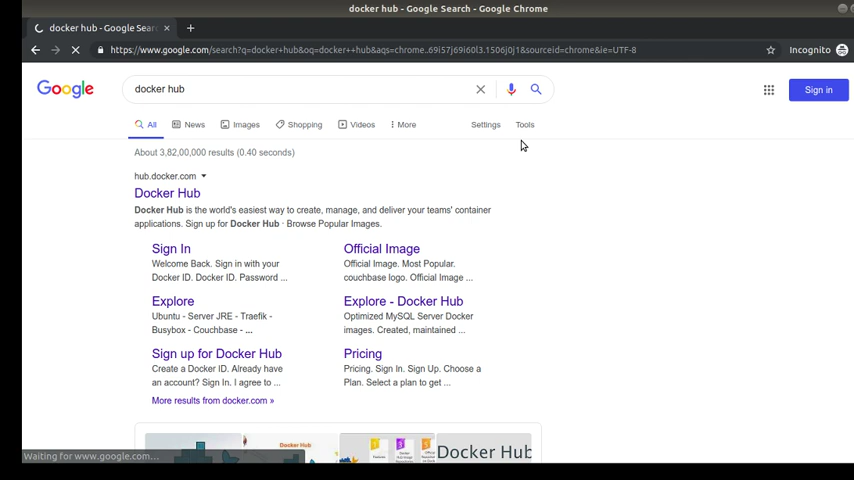 docker hub - Google Search - Google Chrome
docker hub - Google Sear
https://www.google.com/search?q=docker+hub&oq=docker++hub&aqs=chrome..69i57j69i60l3.1506j0j1&sourceid=chrome&ie=UTF-8
Incognito
Google
docker hub
Sign in
All News Images Shopping Videos More Settings Tools
About 3,82,00,000 results (0.40 seconds)
hub.docker.com
Docker Hub
Docker Hub is the world's easiest way to create, manage, and deliver your teams' container
applications. Sign up for Docker Hub · Browse Popular Images.
Sign In
Welcome Back. Sign in with your
Docker ID. Docker ID. Password ...
Official Image
Official Image. Most Popular.
couchbase logo. Official Image ...
Explore
Ubuntu - Server JRE - Traefik -
Busybox - Couchbase - ...
Explore - Docker Hub
Optimized MySQL Server Docker
images. Created, maintained ...
Sign up for Docker Hub
Create a Docker ID. Already have
an account? Sign In. I agree to ...
Pricing
Pricing. Sign In. Sign Up. Choose a
Plan. Select a plan to get ...
More results from docker.com »
Docker Hub
Docker Hub
Waiting for www.google.com...